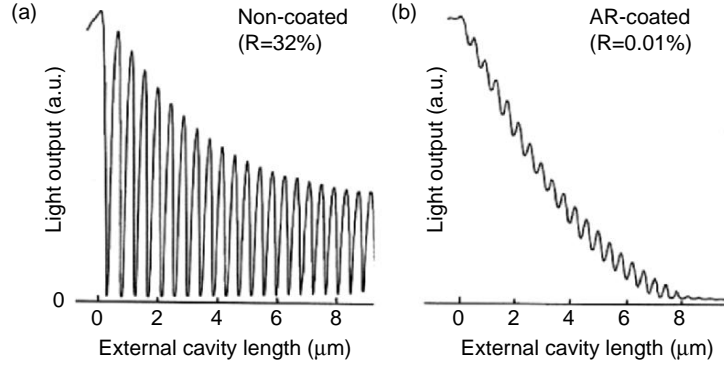 (a)
Non-coated
(R=32%)
Light output (a.u.)
0
0 2 4 6 8
External cavity length (μm)
(b)
AR-coated
(R=0.01%)
Light output (a.u.)
0 2 4 6 8
External cavity length (μm)